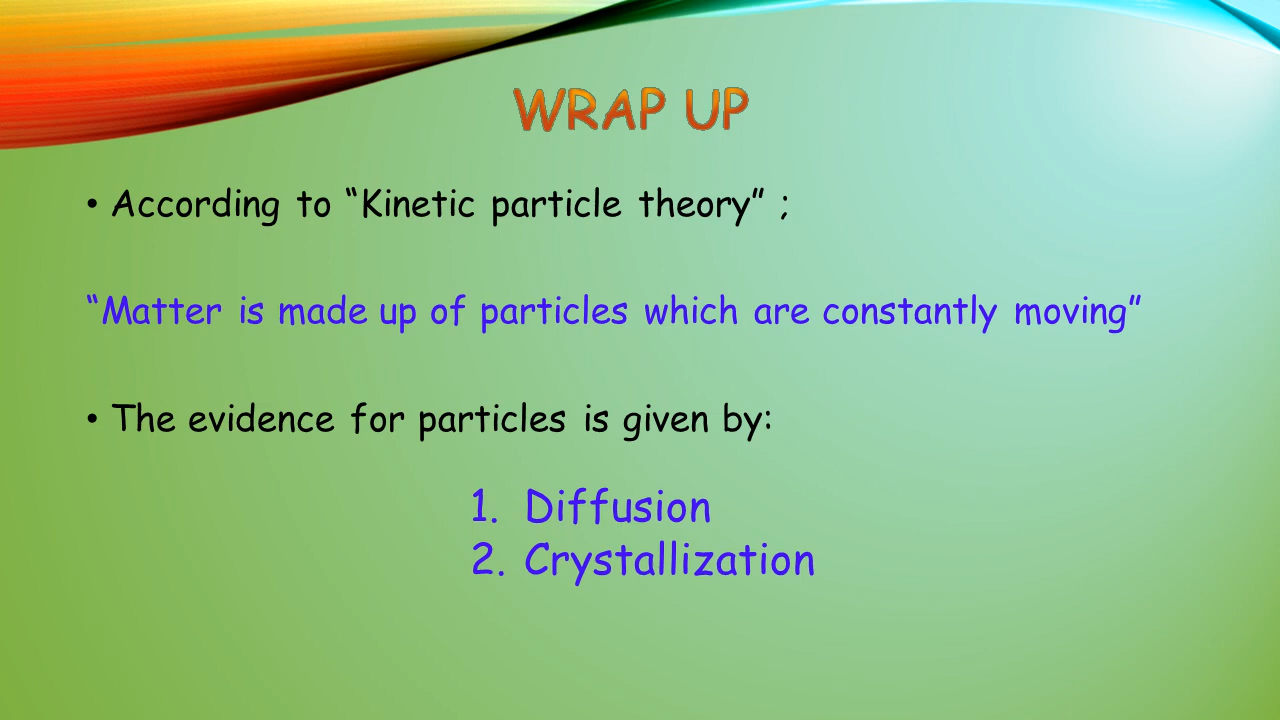 WRAP UP
• According to “Kinetic particle theory” ;
“Matter is made up of particles which are constantly moving”
• The evidence for particles is given by:
1. Diffusion
2. Crystallization